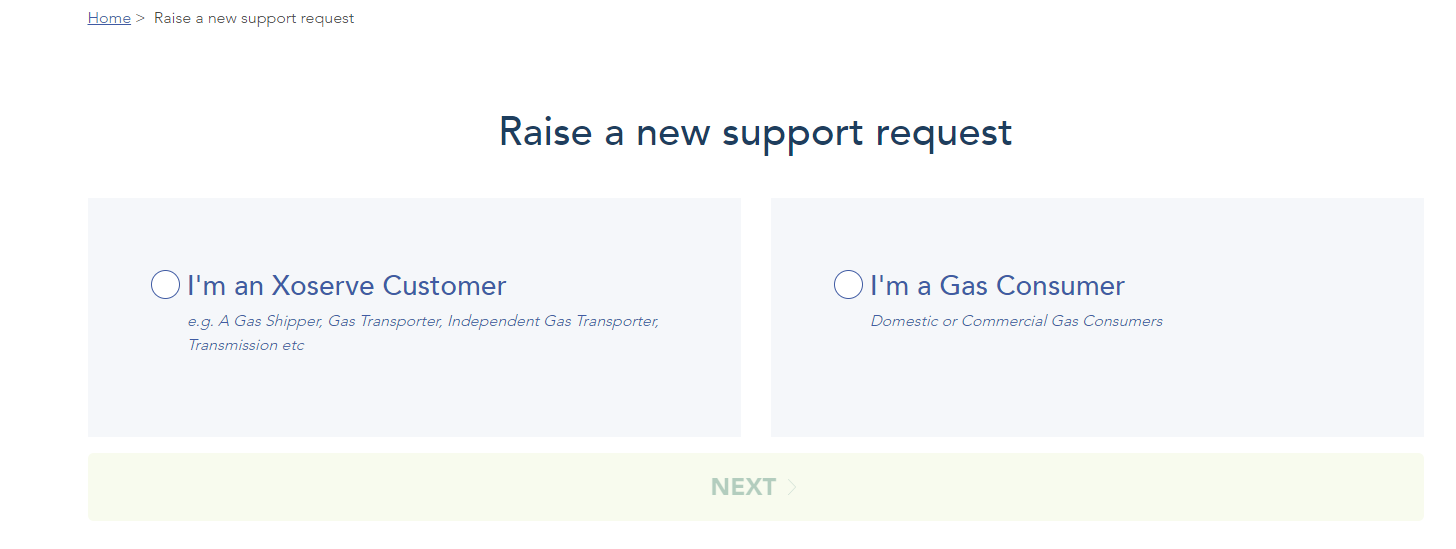 Home > Raise a new support request
Raise a new support request
I'm an Xoserve Customer
e.g. A Gas Shipper, Gas Transporter, Independent Gas Transporter,
Transmission etc
I'm a Gas Consumer
Domestic or Commercial Gas Consumers
NEXT >